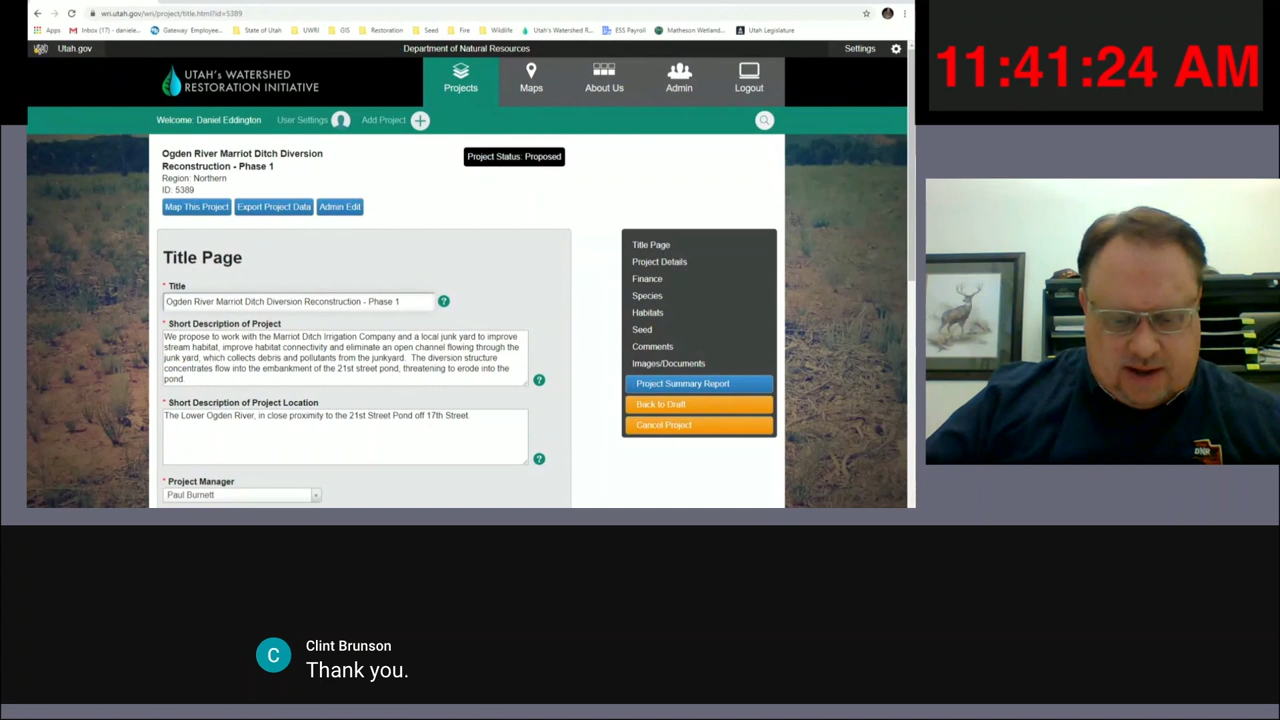 wri.utah.gov/wri/project/title.html?id=5389
Apps
Inbox (17) - daniele...
Gateway Employee...
State of Utah
UWRI
GIS
Restoration
Seed
Fire
Wildlife
Utah's Watershed R...
ESS Payroll
Matheson Wetland...
Utah Legislature
11:41:24 AM
Utah.gov
Department of Natural Resources
Settings
UTAH's WATERSHED
RESTORATION INITIATIVE
Projects
Maps
About Us
Admin
Logout
Welcome: Daniel Eddington
User Settings
Add Project
Ogden River Marriot Ditch Diversion
Reconstruction - Phase 1
Region: Northern
ID: 5389
Project Status: Proposed
Map This Project
Export Project Data
Admin Edit
Title Page
* Title
Ogden River Marriot Ditch Diversion Reconstruction - Phase 1
?
* Short Description of Project
We propose to work with the Marriot Ditch Irrigation Company and a local junk yard to improve
stream habitat, improve habitat connectivity and eliminate an open channel flowing through the
junk yard, which collects debris and pollutants from the junkyard. The diversion structure
concentrates flow into the embankment of the 21st street pond, threatening to erode into the
pond.
?
* Short Description of Project Location
The Lower Ogden River, in close proximity to the 21st Street Pond off 17th Street.
?
* Project Manager
Paul Burnett
Title Page
Project Details
Finance
Species
Habitats
Seed
Comments
Images/Documents
Project Summary Report
Back to Draft
Cancel Project
DNR
C
Clint Brunson
Thank you.